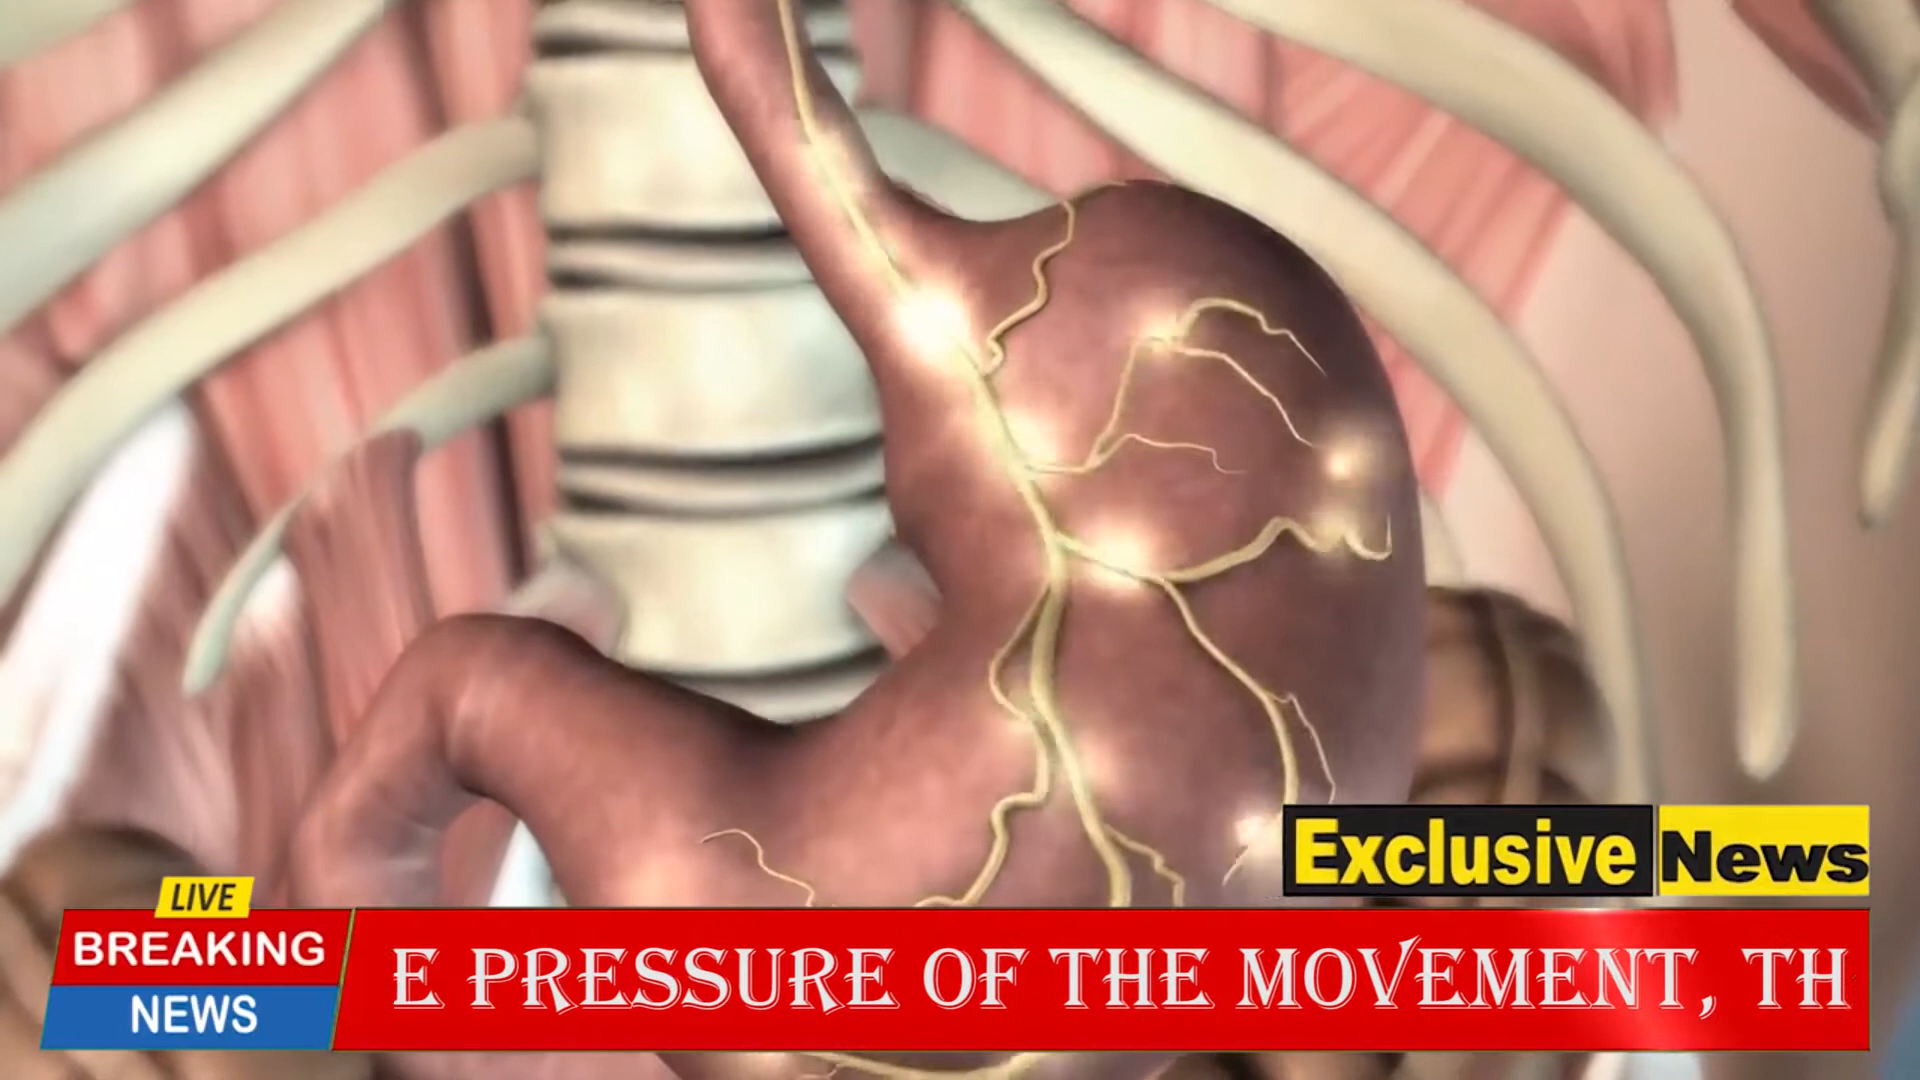 Exclusive News
LIVE
BREAKING
NEWS
E PRESSURE OF THE MOVEMENT, TH